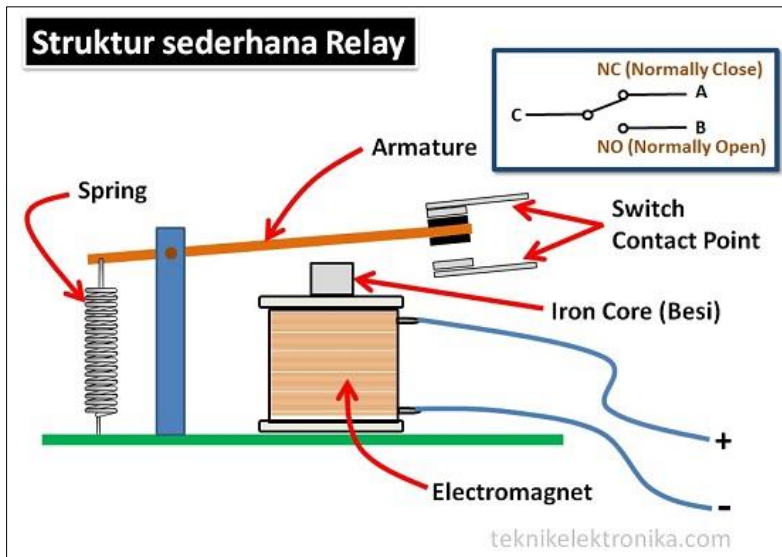 Struktur sederhana Relay
NC (Normally Close)
A
C
B
NO (Normally Open)
Armature
Spring
Switch
Contact Point
Iron Core (Besi)
+
Electromagnet
-
teknikelektronika.com